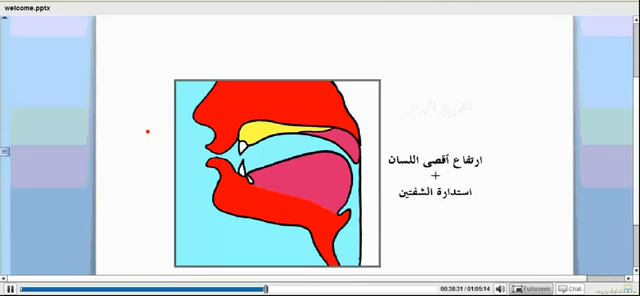 welcome.pptx
ارتفاع أقصى اللسان
+
استدارة الشفتين
00:38:31 / 01:05:14
Fullscreen
Chat